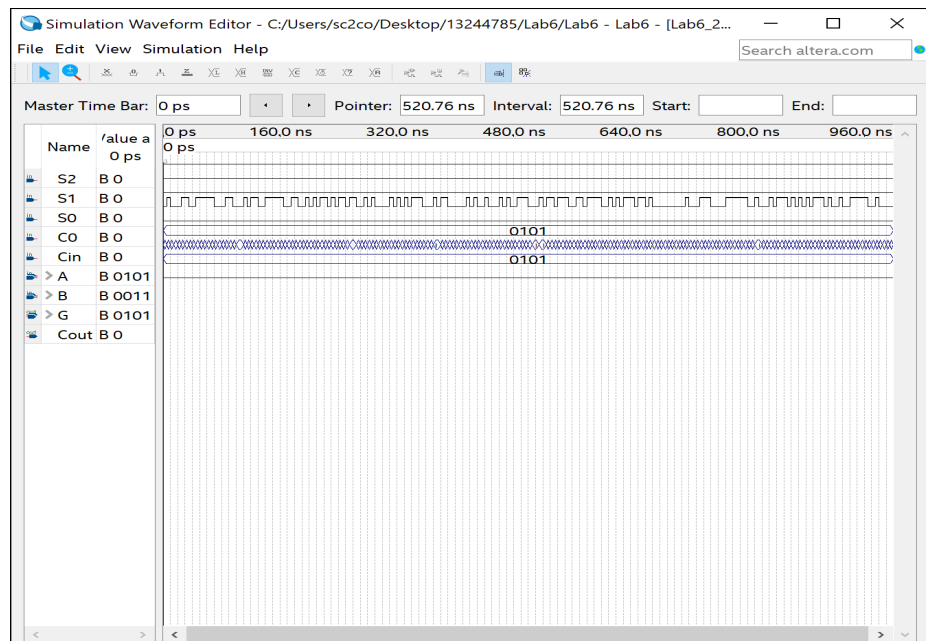 Simulation Waveform Editor - C:/Users/sc2co/Desktop/13244785/Lab6/Lab6 - Lab6 - [Lab6_2...
File Edit View Simulation Help
Search altera.com
Master Time Bar: 0 ps Pointer: 520.76 ns Interval: 520.76 ns Start: End:
Name 'alue a 0 ps
0 ps 160,0 ns 320,0 ns 480,0 ns 640,0 ns 800,0 ns 960.0 ns
0 ps
S2 B 0
S1 B 0
S0 B 0
C0 B 0
Cin B 0
A B 0101
B B 0011
G B 0101
Cout B 0
0101
0101